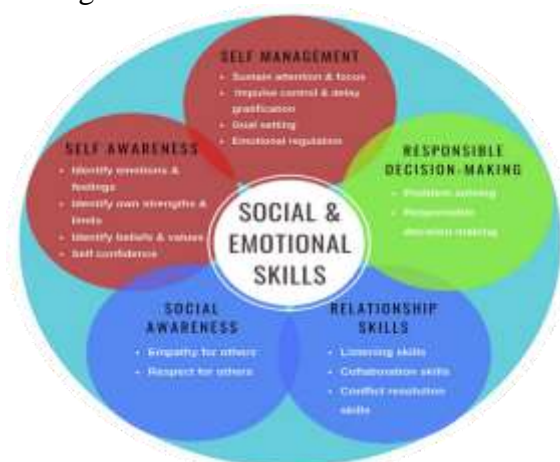 SELF MANAGEMENT
• Sustain attention & focus
• Impulse control & delay
gratification
• Goal setting
• Emotional regulation
SELF AWARENESS
• Identify emotions &
feelings
• Identify own strengths &
limits
• Identify beliefs & values
• Self confidence
RESPONSIBLE
DECISION-MAKING
• Problem solving
• Responsible
decision making
SOCIAL &
EMOTIONAL
SKILLS
SOCIAL
AWARENESS
• Empathy for others
• Respect for others
RELATIONSHIP
SKILLS
• Listening skills
• Collaboration skills
• Conflict resolution
skills